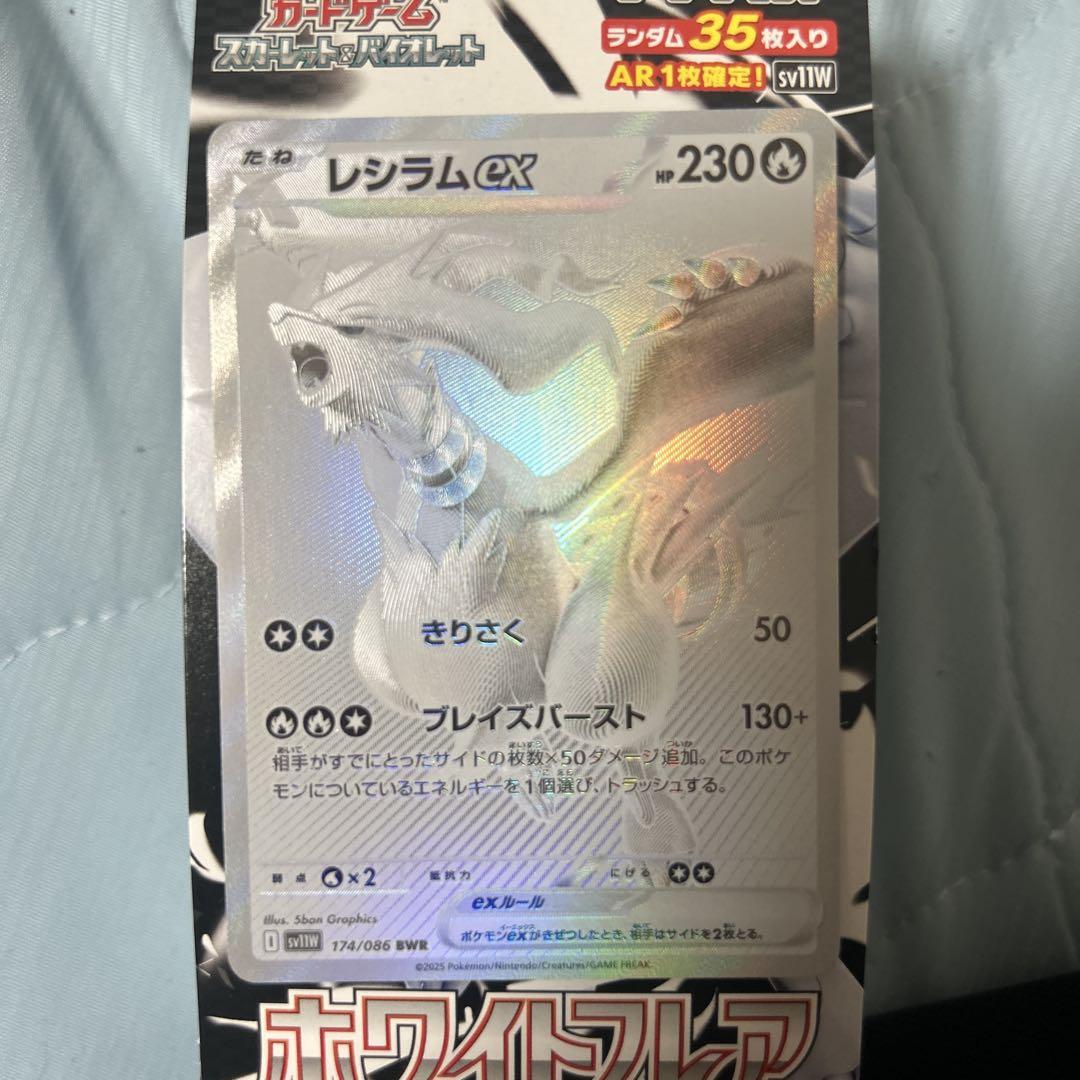 カードゲーム
スカーレット&バイオレット
ランダム35枚入り
AR1枚確定!
sv11W
たね
レシラムex
HP 230
きりさく 50
ブレイズバースト 130+
相手がすでにとったサイドの枚数×50ダメージ追加。このポケ
モンについているエネルギーを1個選び、トラッシュする。
弱点 ×2 抵抗力 にげる
exルール
ポケモンexがきぜつしたとき、相手はサイドを2枚とる。
Illus. 5ban Graphics
I sv11W 174/086 BWR
©2025 Pokémon/Nintendo/Creatures/GAME FREAK.
ホワイトフレア